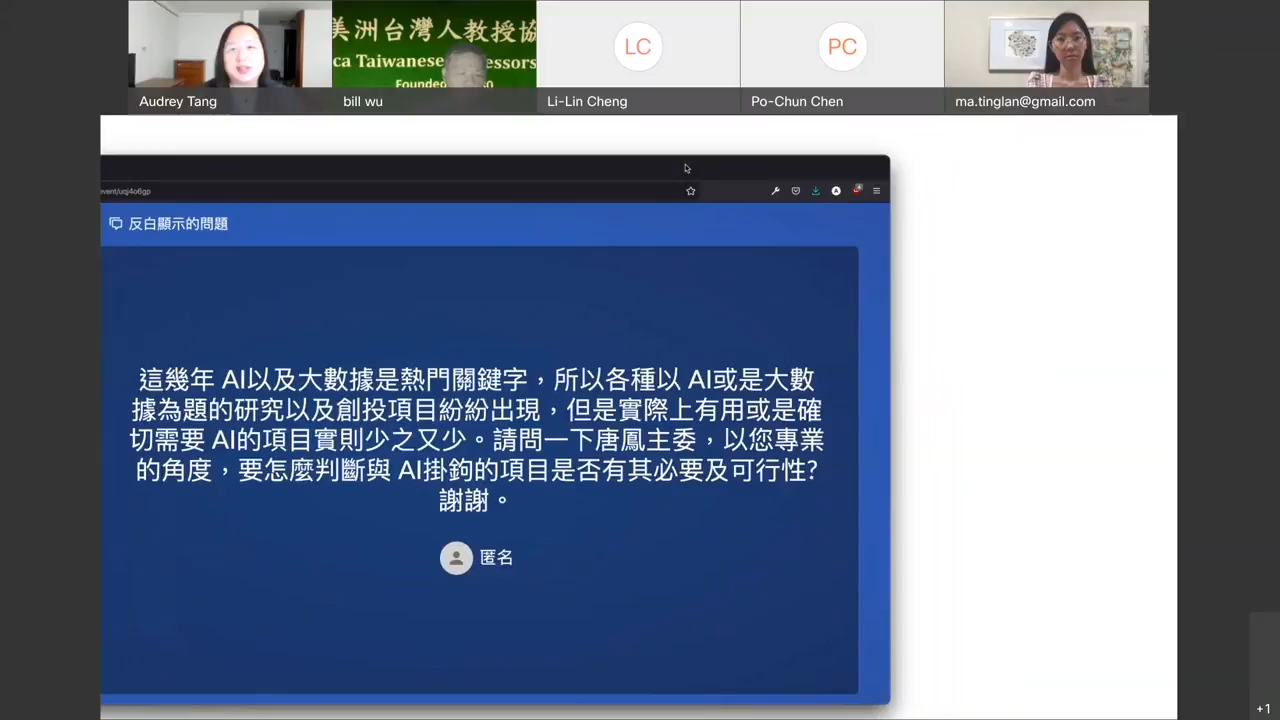 美洲台灣人教授協
ca Taiwanese
essors
Founded
0
LC
PC
Audrey Tang
bill wu
Li-Lin Cheng
Po-Chun Chen
ma.tinglan@gmail.com
event/uqj4o6gp
反白顯示的問題
這幾年 AI以及大數據是熱門關鍵字，所以各種以 AI或是大數
據為題的研究以及創投項目紛紛出現，但是實際上有用或是確
切需要 AI的項目實則少之又少。請問一下唐鳳主委，以您專業
的角度，要怎麼判斷與 AI掛鉤的項目是否有其必要及可行性?
謝謝。
匿名
+1